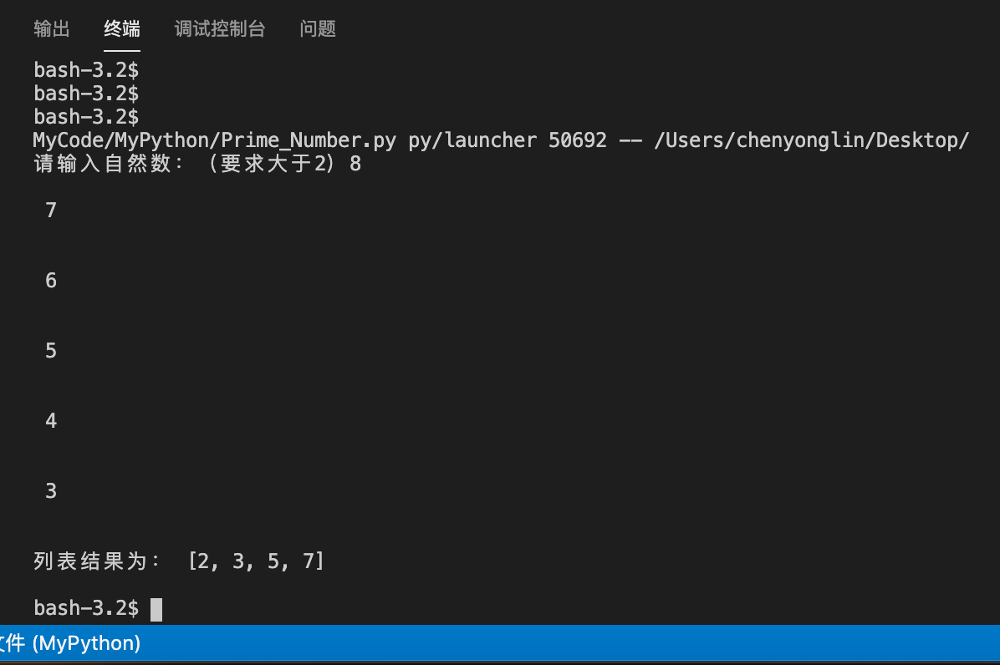 输出 终端 调试控制台 问题
bash-3.2$
bash-3.2$
bash-3.2$
MyCode/MyPython/Prime_Number.py py/launcher 50692 -- /Users/chenyonglin/Desktop/
请输入自然数：（要求大于2）8
7
6
5
4
3
列表结果为： [2, 3, 5, 7]
bash-3.2$
文件 (MyPython)